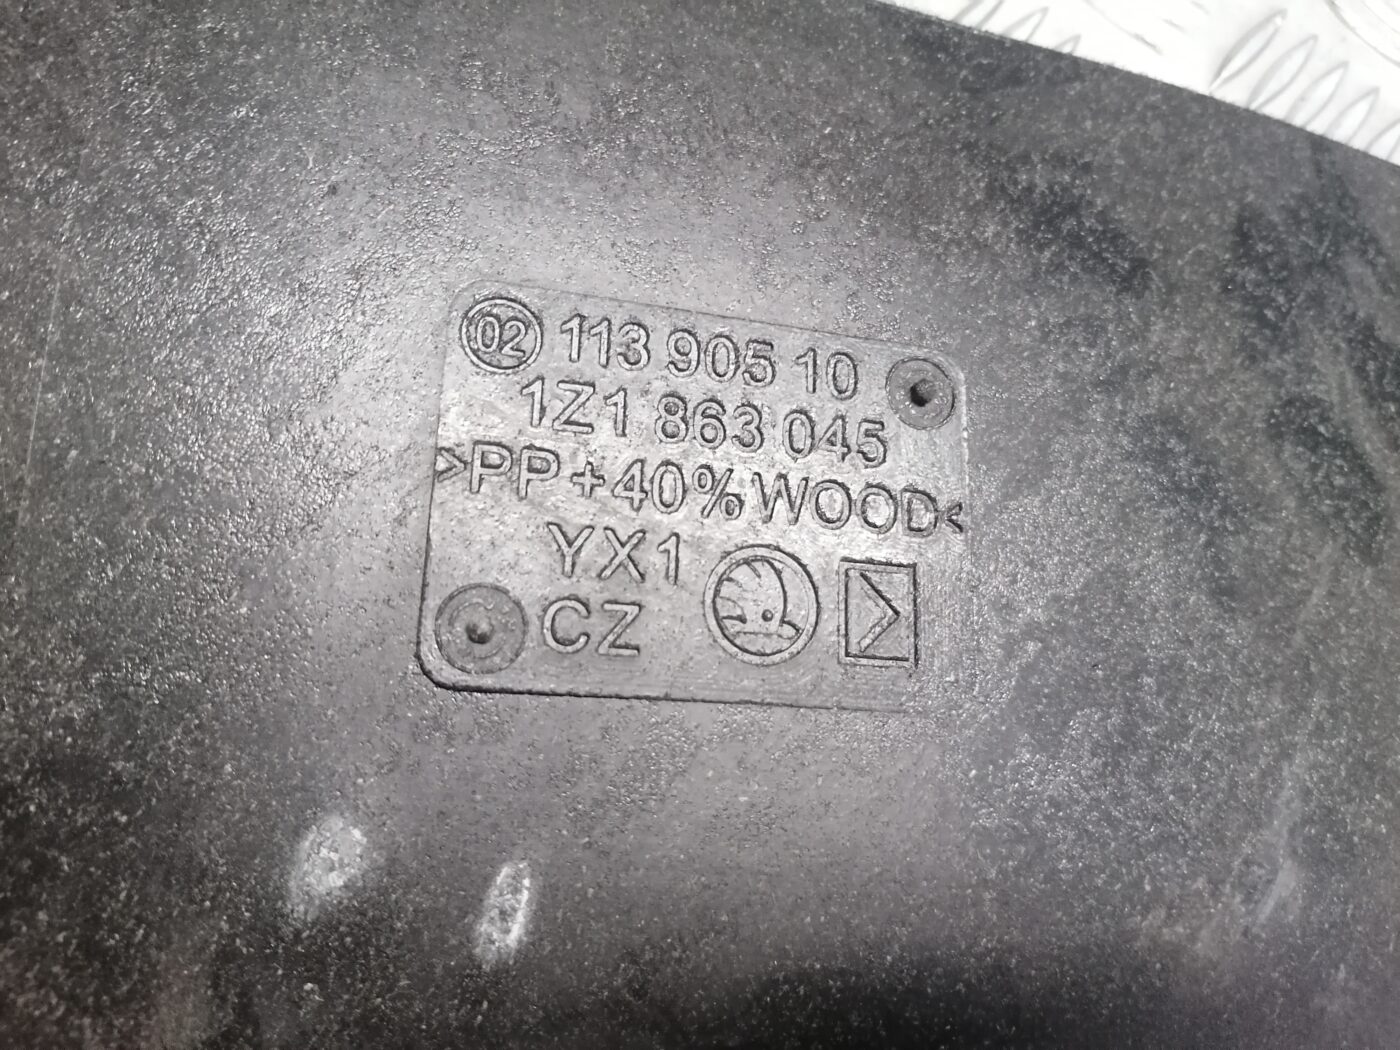 02 113 905 10
1Z1 863 045
>PP+40%WOOD<
YX1
CZ